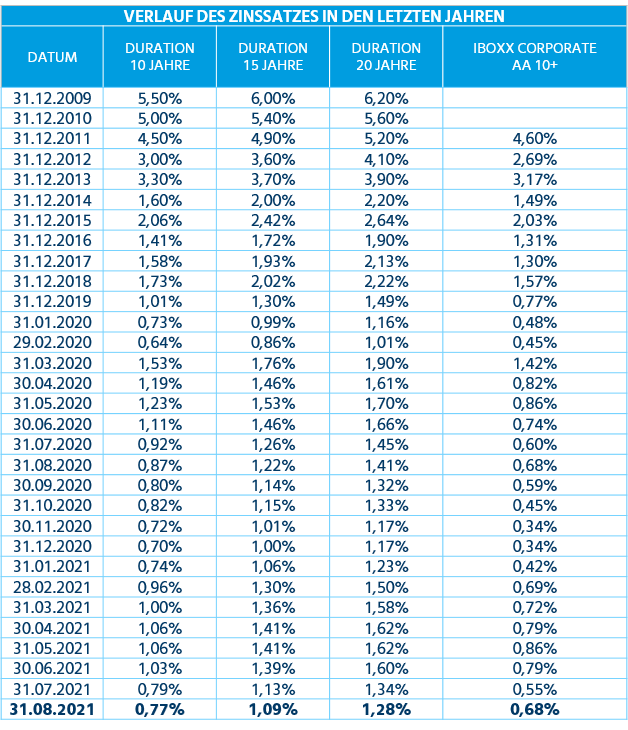 VERLAUF DES ZINSSATZES IN DEN LETZTEN JAHREN
DATUM DURATION 10 JAHRE DURATION 15 JAHRE DURATION 20 JAHRE IBOXX CORPORATE AA 10+
31.12.2009 5,50% 6,00% 6,20%
31.12.2010 5,00% 5,40% 5,60%
31.12.2011 4,50% 4,90% 5,20% 4,60%
31.12.2012 3,00% 3,60% 4,10% 2,69%
31.12.2013 3,30% 3,70% 3,90% 3,17%
31.12.2014 1,60% 2,00% 2,20% 1,49%
31.12.2015 2,06% 2,42% 2,64% 2,03%
31.12.2016 1,41% 1,72% 1,90% 1,31%
31.12.2017 1,58% 1,93% 2,13% 1,30%
31.12.2018 1,73% 2,02% 2,22% 1,57%
31.12.2019 1,01% 1,30% 1,49% 0,77%
31.01.2020 0,73% 0,99% 1,16% 0,48%
29.02.2020 0,64% 0,86% 1,01% 0,45%
31.03.2020 1,53% 1,76% 1,90% 1,42%
30.04.2020 1,19% 1,46% 1,61% 0,82%
31.05.2020 1,23% 1,53% 1,70% 0,86%
30.06.2020 1,11% 1,46% 1,66% 0,74%
31.07.2020 0,92% 1,26% 1,45% 0,60%
31.08.2020 0,87% 1,22% 1,41% 0,68%
30.09.2020 0,80% 1,14% 1,32% 0,59%
31.10.2020 0,82% 1,15% 1,33% 0,45%
30.11.2020 0,72% 1,01% 1,17% 0,34%
31.12.2020 0,70% 1,00% 1,17% 0,34%
31.01.2021 0,74% 1,06% 1,23% 0,42%
28.02.2021 0,96% 1,30% 1,50% 0,69%
31.03.2021 1,00% 1,36% 1,58% 0,72%
30.04.2021 1,06% 1,41% 1,62% 0,79%
31.05.2021 1,06% 1,41% 1,62% 0,86%
30.06.2021 1,03% 1,39% 1,60% 0,79%
31.07.2021 0,79% 1,13% 1,34% 0,55%
31.08.2021 0,77% 1,09% 1,28% 0,68%